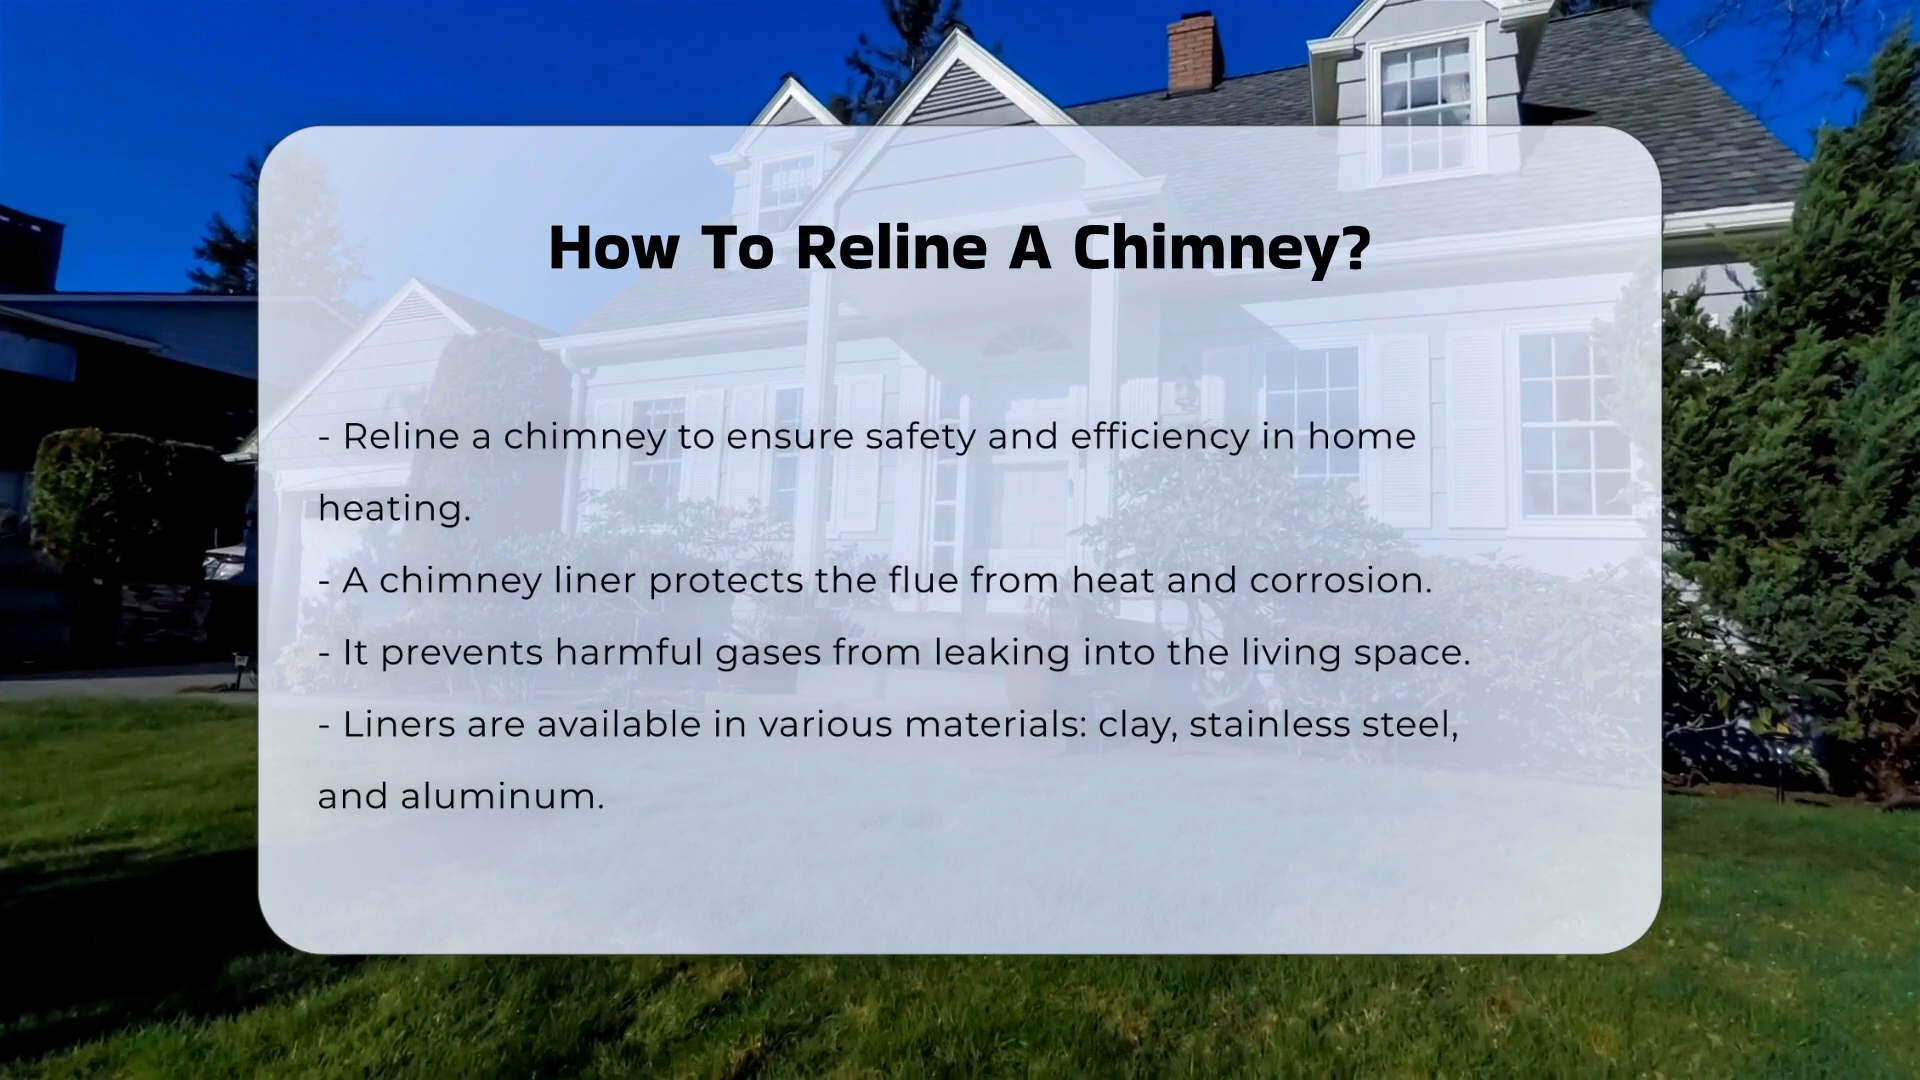 How To Reline A Chimney?
- Reline a chimney to ensure safety and efficiency in home
heating.
- A chimney liner protects the flue from heat and corrosion.
- It prevents harmful gases from leaking into the living space.
- Liners are available in various materials: clay, stainless steel,
and aluminum.